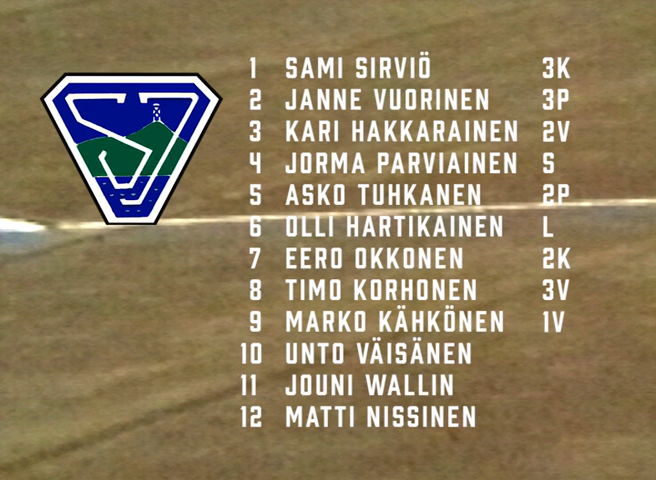 SJ
1 SAMI SIRVIÖ 3K
2 JANNE VUORINEN 3P
3 KARI HAKKARAINEN 2V
4 JORMA PARVIAINEN S
5 ASKO TUHKANEN 2P
6 OLLI HARTIKAINEN L
7 EERO OKKONEN 2K
8 TIMO KORHONEN 3V
9 MARKO KÄHKÖNEN 1V
10 UNTO VÄISÄNEN
11 JOUNI WALLIN
12 MATTI NISSINEN